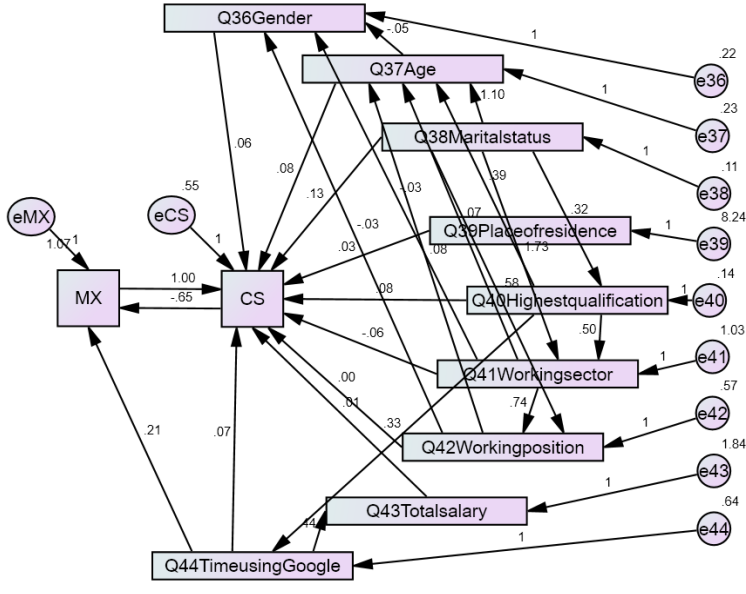 Q36Gender
-.05
1
.22
e36
Q37Age
1.10
1
.23
e37
Q38Maritalstatus
.06
.08
.13
-.03
.39
.32
1
.11
e38
.55
eMX
eCS
1.07
1
1
-.03
.03
.07
.08
1.73
Q39Placeofresidence
1
8.24
e39
MX
1.00
-.65
CS
.08
.58
Q40Highestqualification
1
.14
e40
-.06
.50
1.03
Q41Workingsector
1
e41
.00
.01
.33
.74
.57
Q42Workingposition
1
e42
.21
.07
1.84
Q43Totalsalary
1
e43
.44
.64
Q44TimeusingGoogle
1
e44